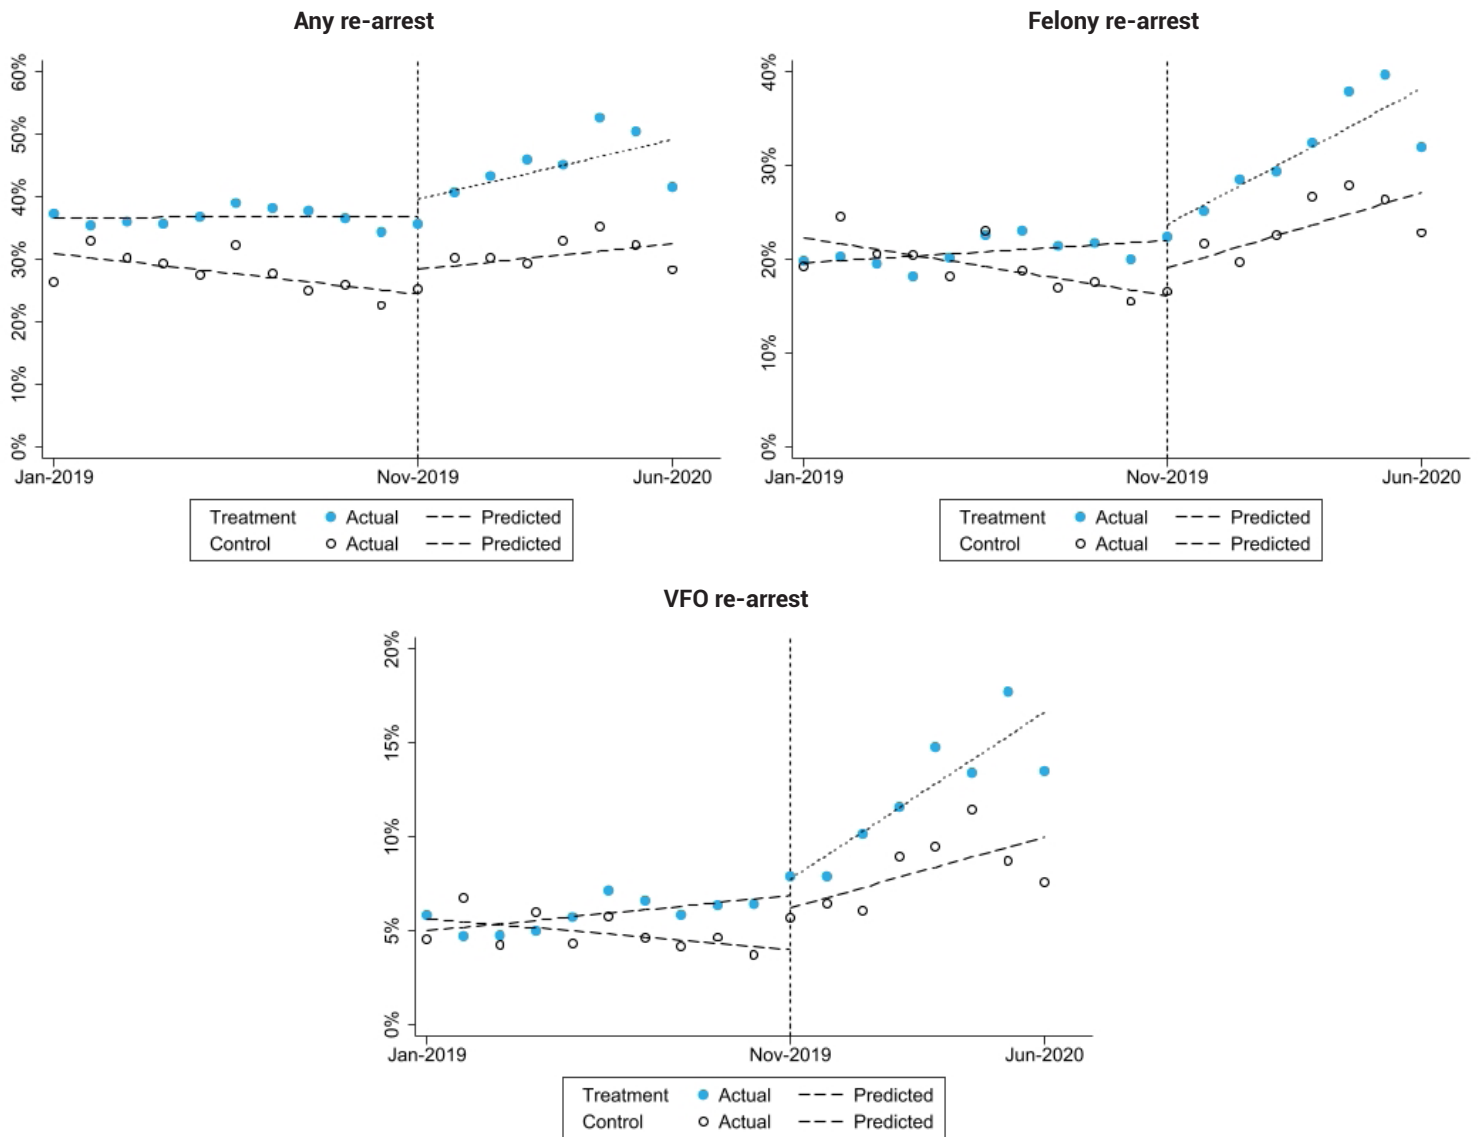 Any re-arrest
60%
50%
40%
30%
20%
10%
0%
Jan-2019 Nov-2019 Jun-2020
Treatment Actual Predicted
Control Actual Predicted
Felony re-arrest
40%
30%
20%
10%
0%
Jan-2019 Nov-2019 Jun-2020
Treatment Actual Predicted
Control Actual Predicted
VFO re-arrest
20%
15%
10%
5%
0%
Jan-2019 Nov-2019 Jun-2020
Treatment Actual Predicted
Control Actual Predicted